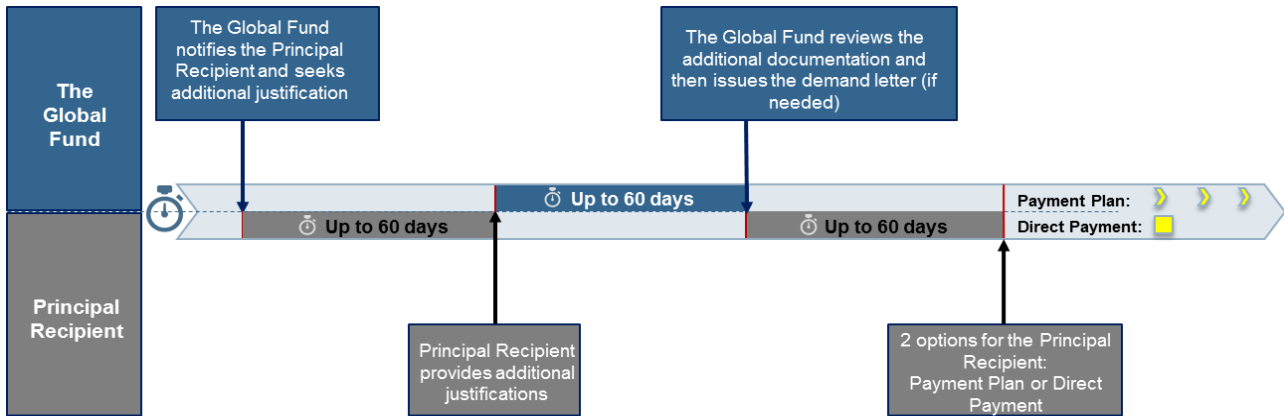 The
Global
Fund
The Global Fund
notifies the Principal
Recipient and seeks
additional justification
The Global Fund reviews the
additional documentation and
then issues the demand letter (if
needed)
Up to 60 days
Payment Plan:
Up to 60 days
Up to 60 days
Direct Payment:
Principal
Recipient
Principal Recipient
provides additional
justifications
2 options for the Principal
Recipient:
Payment Plan or Direct
Payment